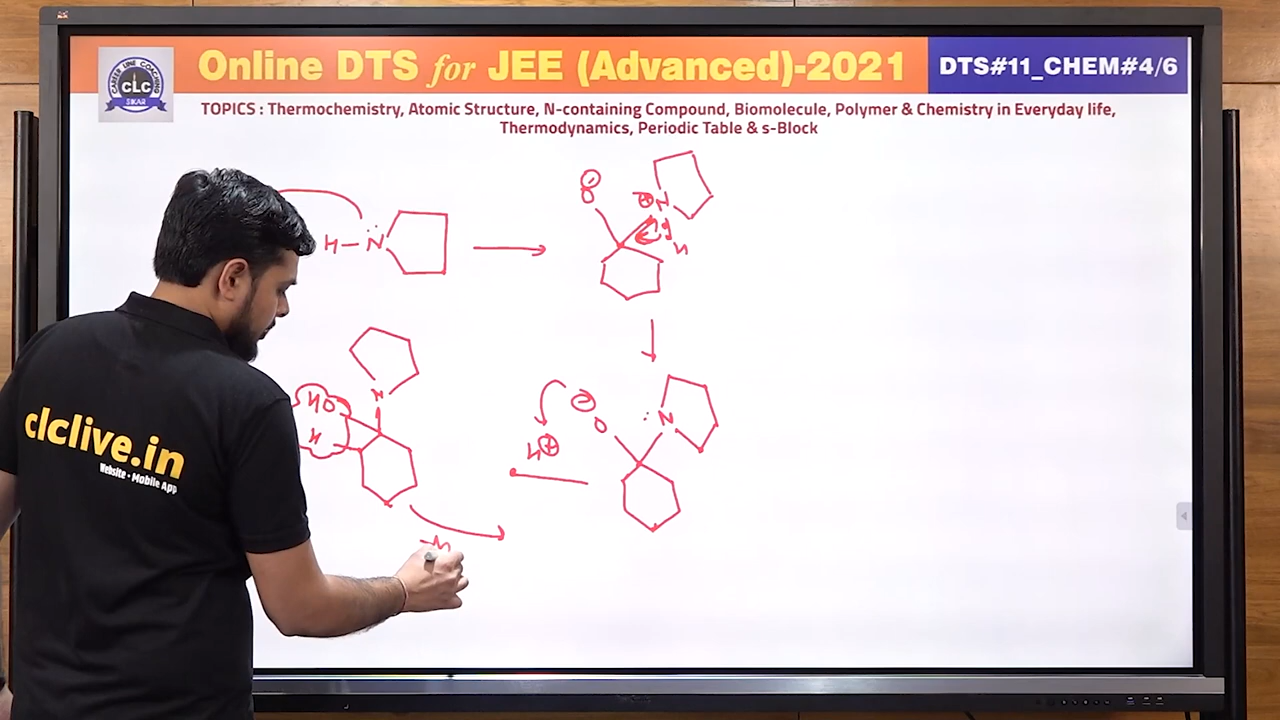 Online DTS for JEE (Advanced)-2021
DTS#11_CHEM#4/6
CAREER LINE COACHING
CLC
SIKAR
TOPICS : Thermochemistry, Atomic Structure, N-containing Compound, Biomolecule, Polymer & Chemistry in Everyday life,
Thermodynamics, Periodic Table & s-Block
⊖
O
⊕N
H
H–N̈
N
HO
H
⊖
O
:N
H⊕
-H
clclive.in
Website • Mobile App